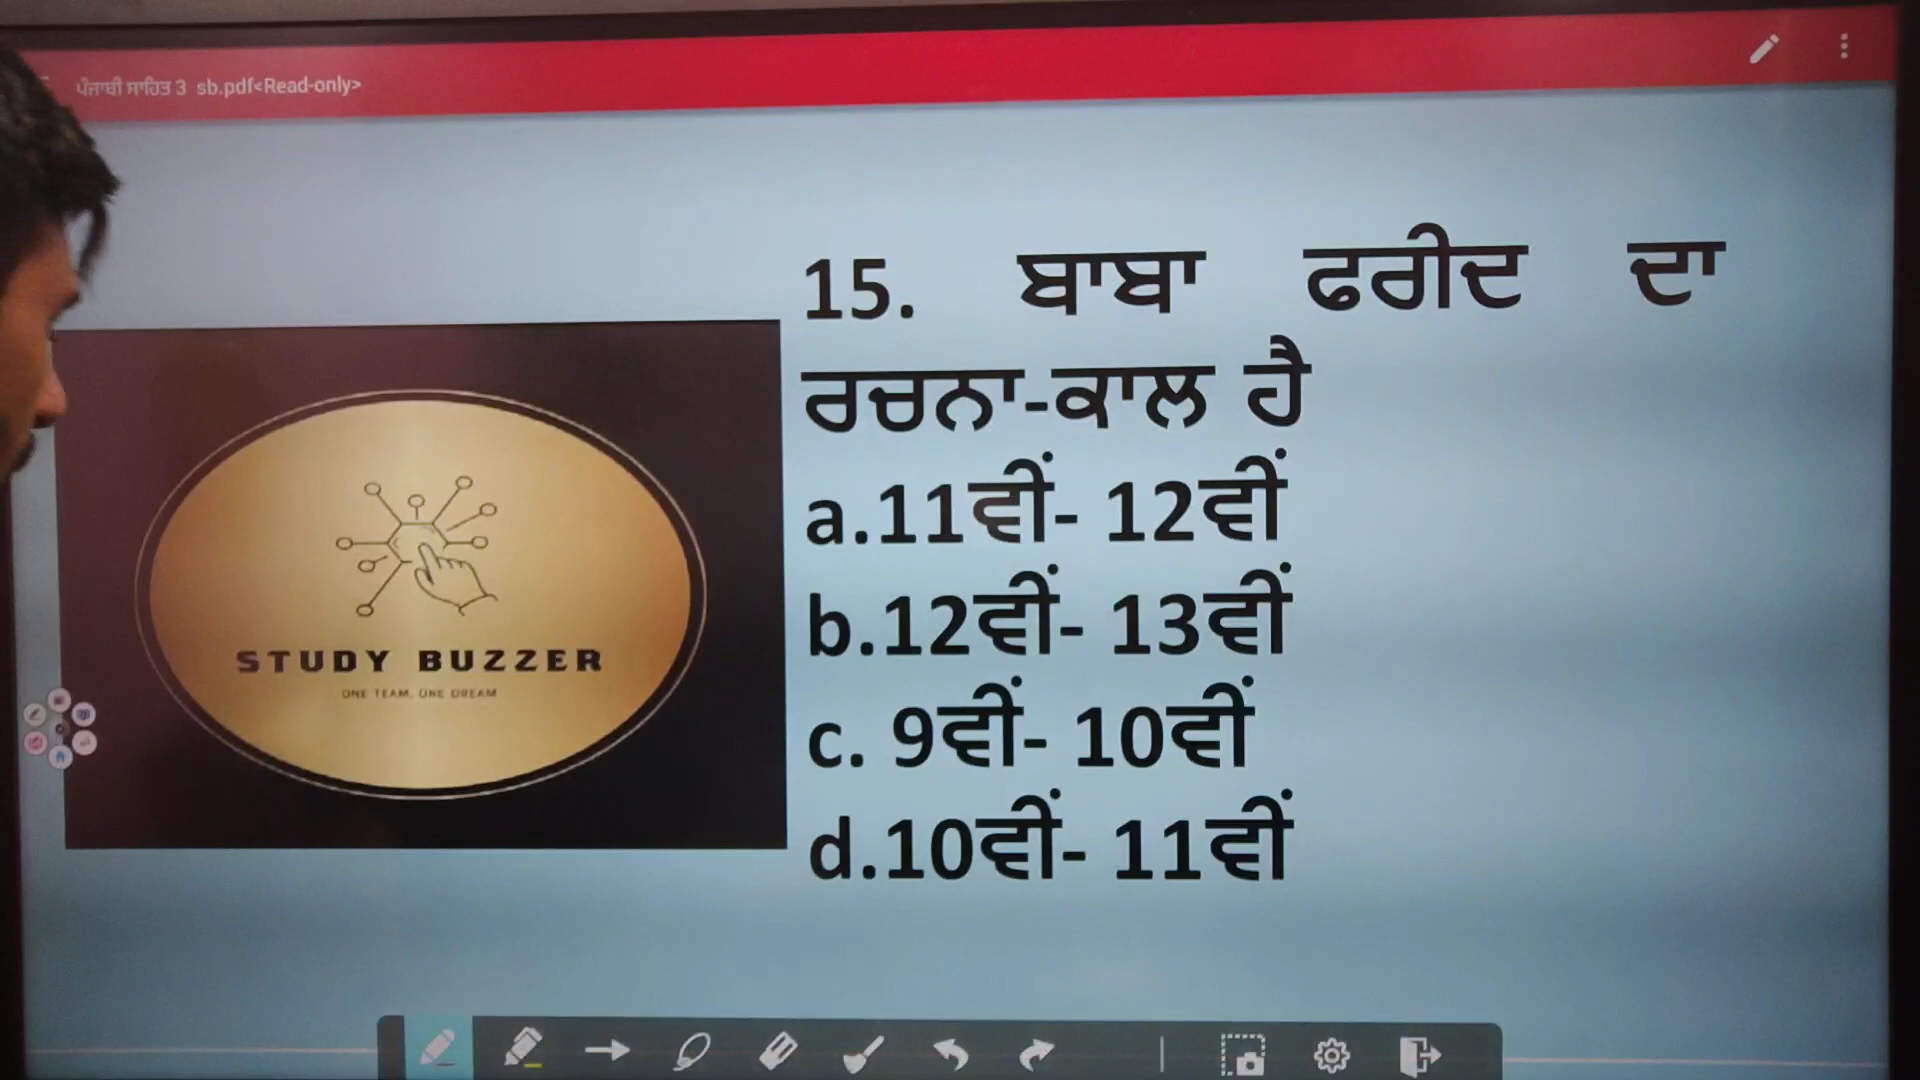 ਪੰਜਾਬੀ ਸਾਹਿਤ 3 sb.pdf<Read-only>
15. ਬਾਬਾ ਫਰੀਦ ਦਾ
ਰਚਨਾ-ਕਾਲ ਹੈ
a.11ਵੀਂ- 12ਵੀਂ
b.12ਵੀਂ- 13ਵੀਂ
c. 9ਵੀਂ- 10ਵੀਂ
d.10ਵੀਂ- 11ਵੀਂ
STUDY BUZZER
ONE TEAM, ONE DREAM